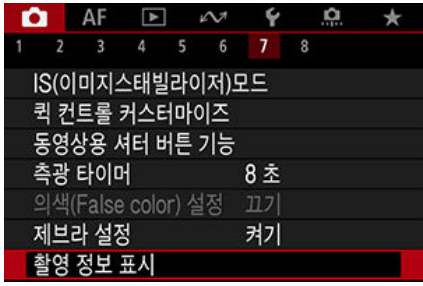 AF
1 2 3 4 5 6 7 8
IS(이미지스태빌라이저)모드
퀵 컨트롤 커스터마이즈
동영상용 셔터 버튼 기능
측광 타이머 8 초
의색(False color) 설정 끄기
제브라 설정 켜기
촬영 정보 표시